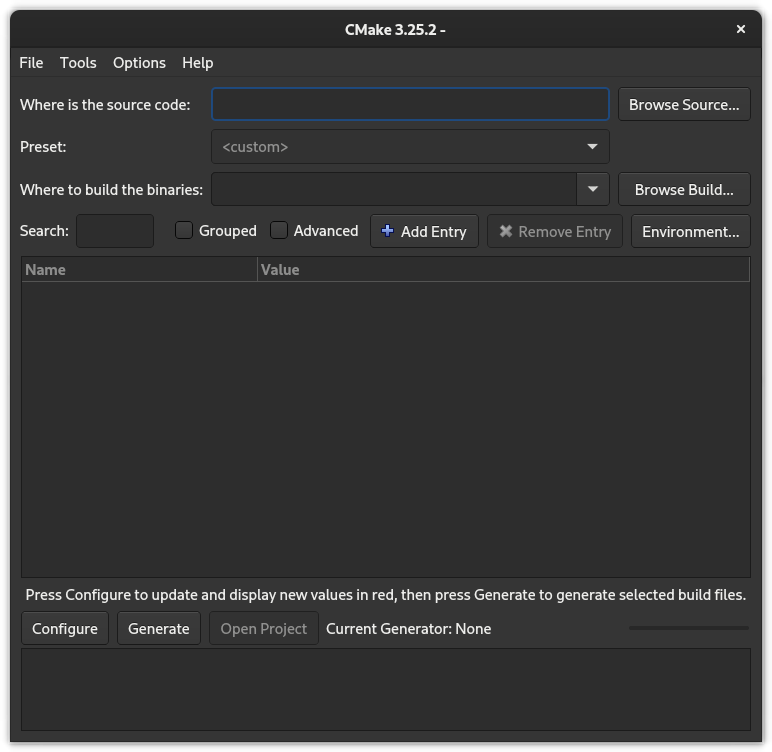 CMake 3.25.2 -
File Tools Options Help
Where is the source code: Browse Source...
Preset: <custom>
Where to build the binaries: Browse Build...
Search: Grouped Advanced Add Entry Remove Entry Environment...
Name Value
Press Configure to update and display new values in red, then press Generate to generate selected build files.
Configure Generate Open Project Current Generator: None